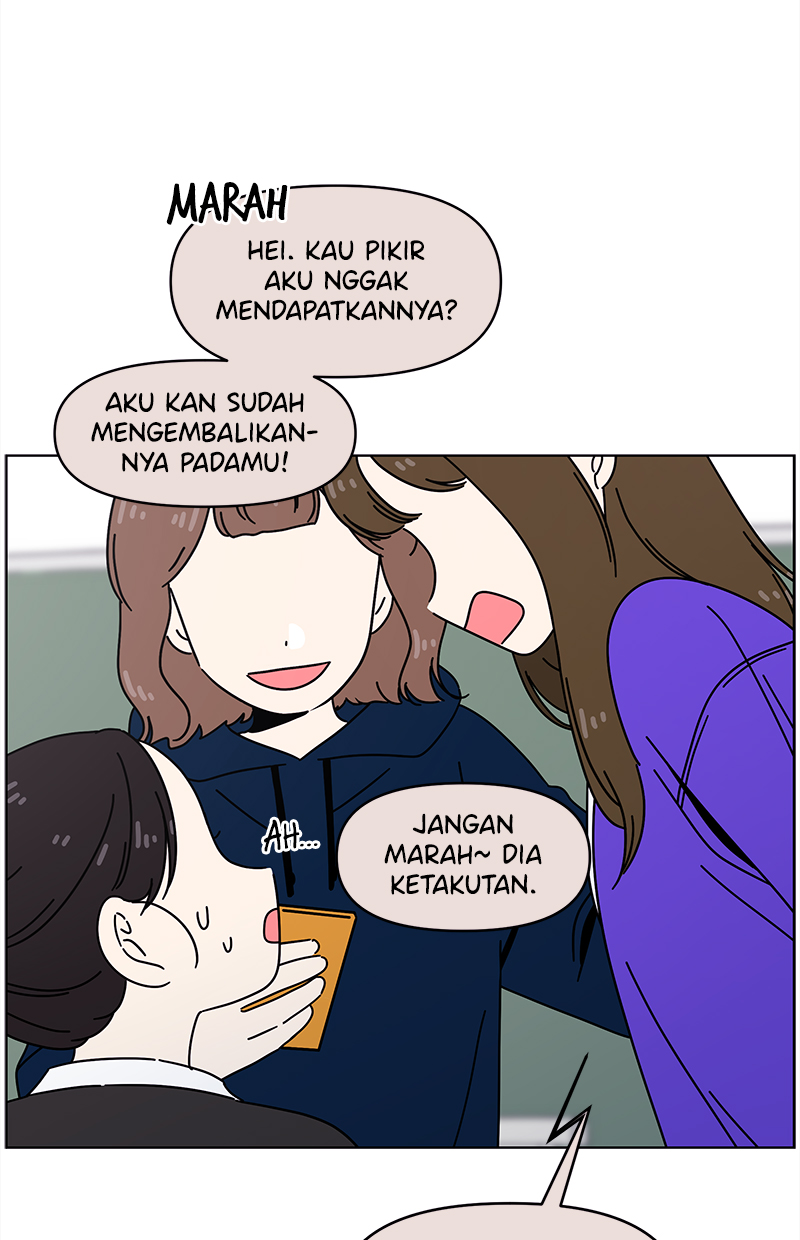 MARAH
HEI. KAU PIKIR
AKU NGGAK
MENDAPATKANNYA?
AKU KAN SUDAH
MENGEMBALIKAN-
NYA PADAMU!
AH...
JANGAN
MARAH~ DIA
KETAKUTAN.